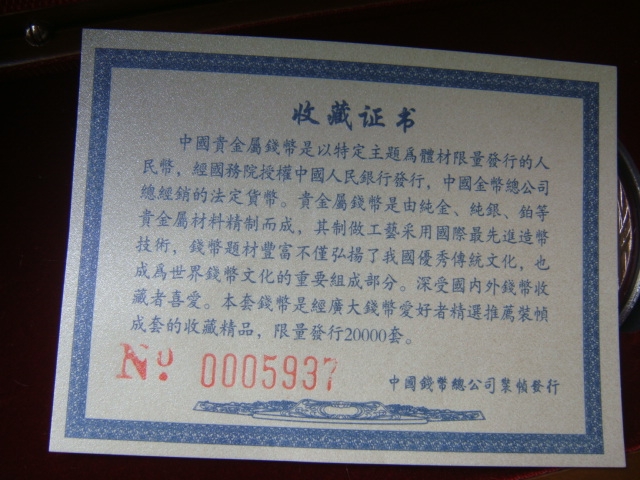 收藏证书
中國貴金屬錢幣是以特定主題爲體材限量發行的人
民幣，經國務院授權中國人民銀行發行，中國金幣總公司
總經銷的法定貨幣。貴金屬錢幣是由純金、純銀、鉑等
貴金屬材料精制而成，其制做工藝采用國際最先進造幣
技術，錢幣題材豐富不僅弘揚了我國優秀傳統文化，也
成爲世界錢幣文化的重要組成部分。深受國内外錢幣收
藏者喜爱。本套錢幣是經廣大錢幣爱好者精選推薦裝幀
成套的收藏精品，限量發行20000套。
Nº 0005937
中國錢幣總公司裝幀發行